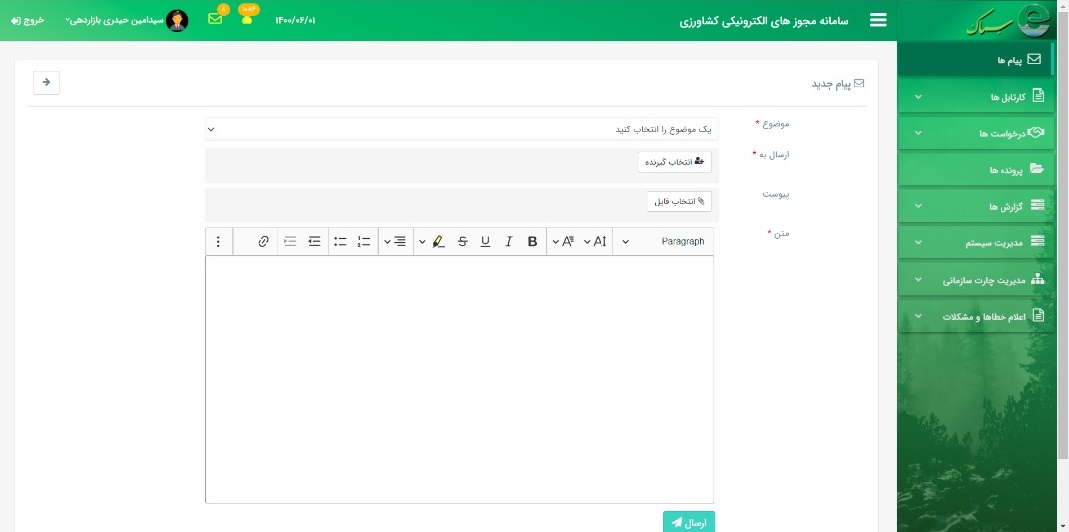 سماک
سامانه مجوز های الکترونیکی کشاورزی
۱۴۰۰/۰۶/۰۱
۱۰۸۴
۸
سیدامین حیدری بازاردهی
خروج
پیام ها
کارتابل ها
درخواست ها
پرونده ها
گزارش ها
مدیریت سیستم
مدیریت چارت سازمانی
اعلام خطاها و مشکلات
پیام جدید
موضوع *
یک موضوع را انتخاب کنید
ارسال به *
انتخاب گیرنده
پیوست
انتخاب فایل
متن *
Paragraph
ارسال